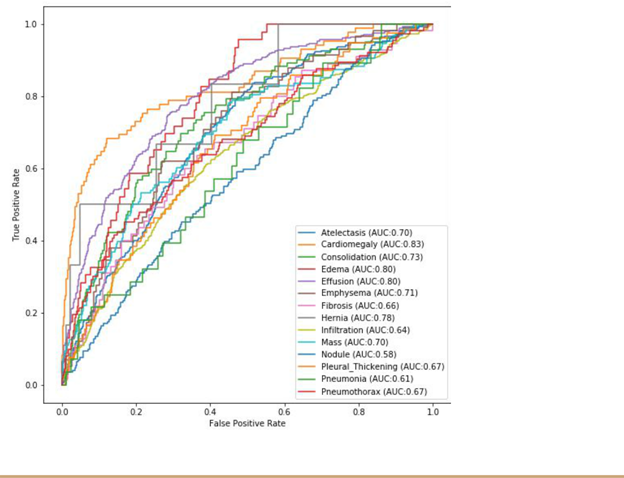 1.0
0.8
0.6
0.4
0.2
0.0
True Positive Rate
Atelectasis (AUC:0.70)
Cardiomegaly (AUC:0.83)
Consolidation (AUC:0.73)
Edema (AUC:0.80)
Effusion (AUC:0.80)
Emphysema (AUC:0.71)
Fibrosis (AUC:0.66)
Hernia (AUC:0.78)
Infiltration (AUC:0.64)
Mass (AUC:0.70)
Nodule (AUC:0.58)
Pleural_Thickening (AUC:0.67)
Pneumonia (AUC:0.61)
Pneumothorax (AUC:0.67)
0.0 0.2 0.4 0.6 0.8 1.0
False Positive Rate